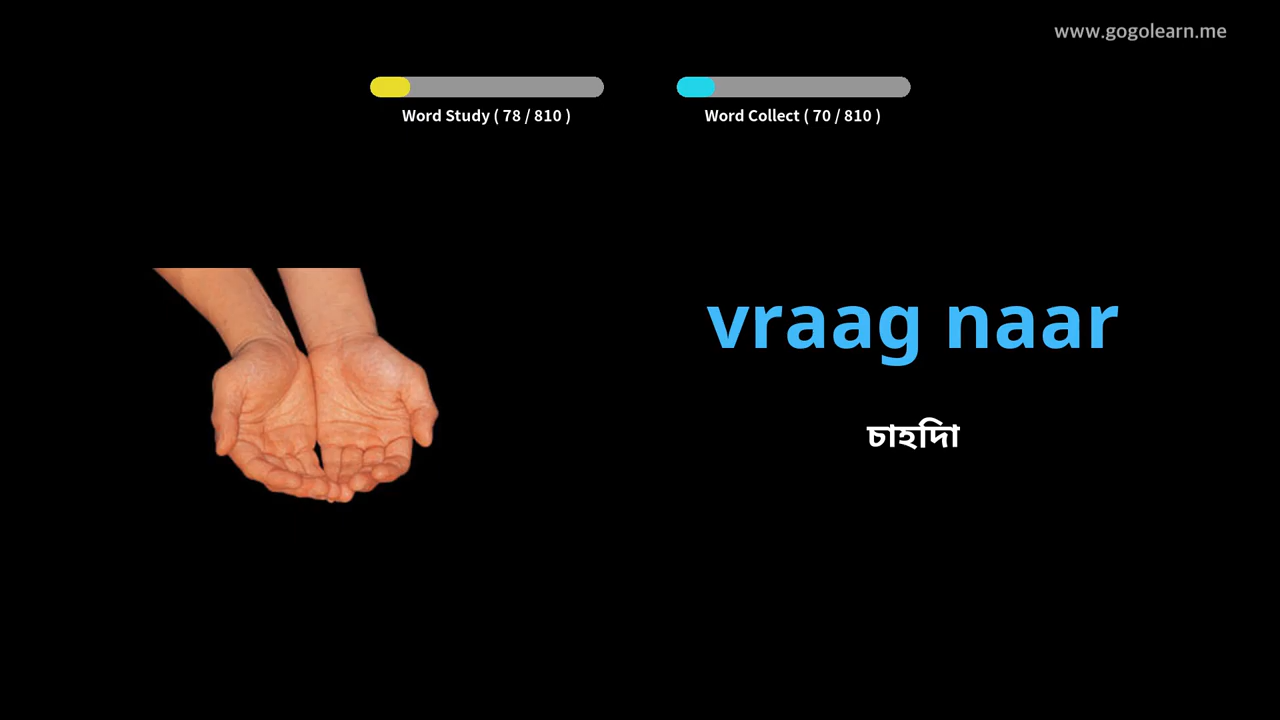 www.gogolearn.me
Word Study ( 78 / 810 )
Word Collect ( 70 / 810 )
vraag naar
চাহিদা